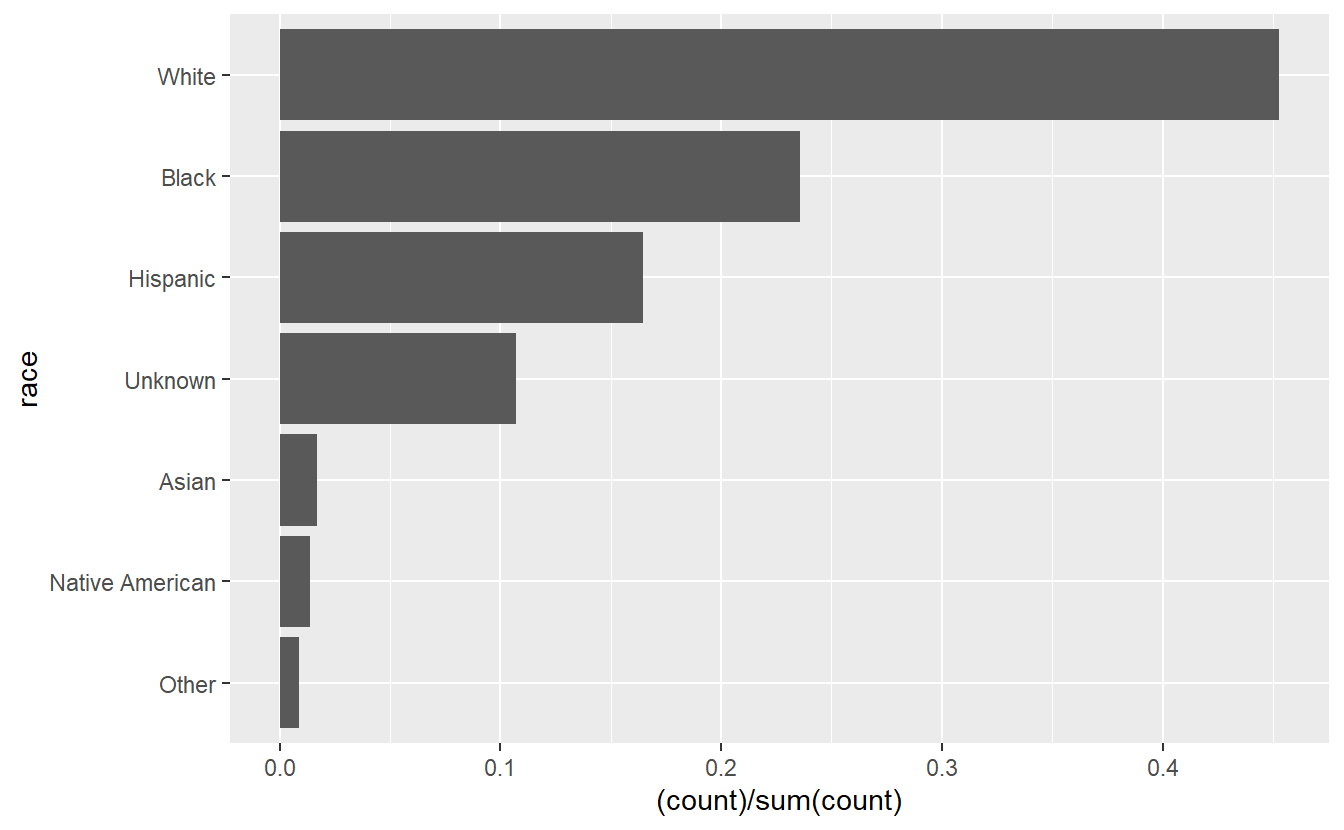 White
Black
Hispanic
Unknown
Asian
Native American
Other
race
0.0 0.1 0.2 0.3 0.4
(count)/sum(count)